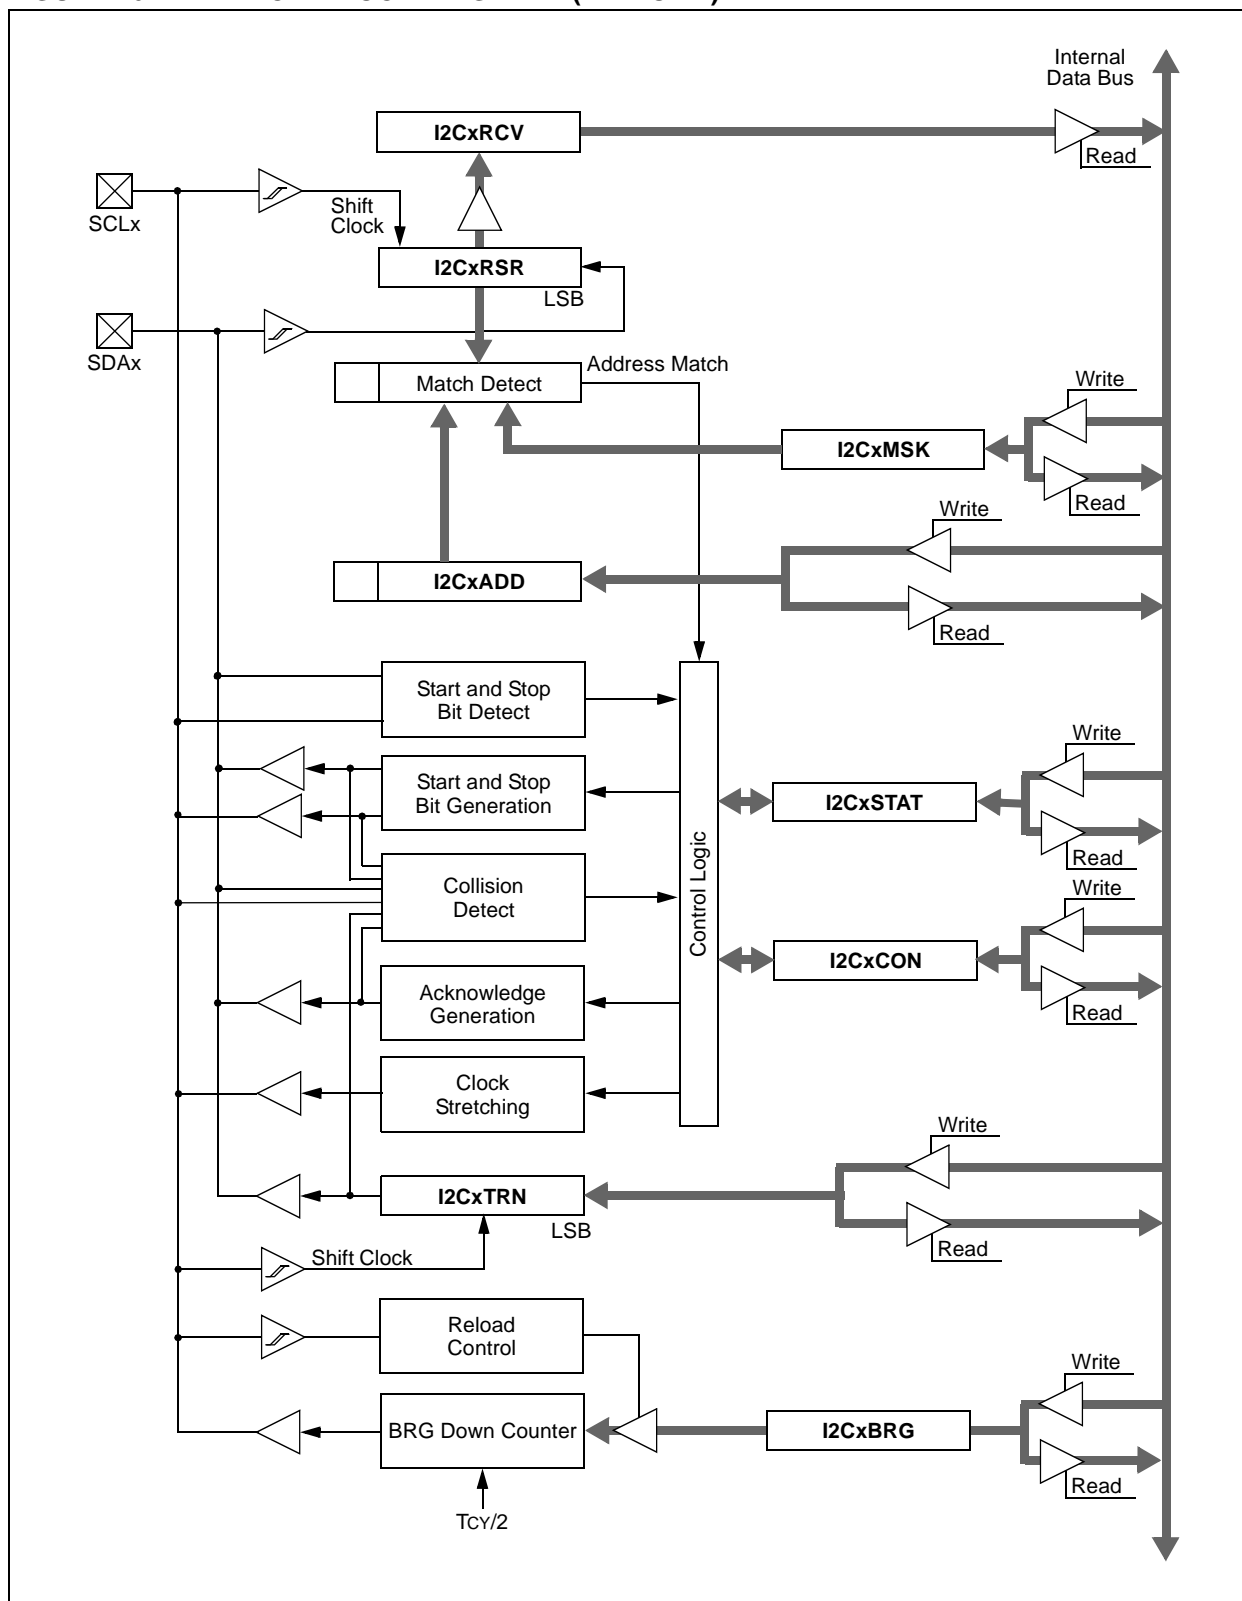 Internal
Data Bus
I2CxRCV
Read
SCLx
Shift
Clock
I2CxRSR
LSB
SDAx
Address Match
Match Detect
Write
I2CxMSK
Read
Write
I2CxADD
Read
Start and Stop
Bit Detect
Write
Start and Stop
Bit Generation
I2CxSTAT
Read
Control Logic
Collision
Detect
Write
I2CxCON
Acknowledge
Generation
Read
Clock
Stretching
Write
I2CxTRN
LSB
Read
Shift Clock
Reload
Control
Write
BRG Down Counter
I2CxBRG
Read
TCY/2